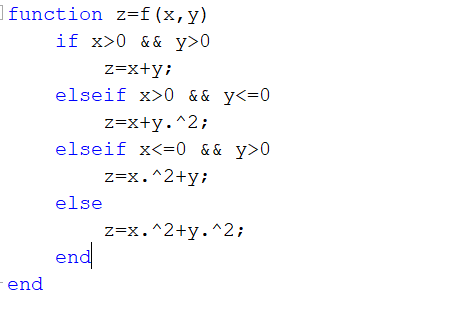 function z=f(x,y)
if x>0 && y>0
z=x+y;
elseif x>0 && y<=0
z=x+y.^2;
elseif x<=0 && y>0
z=x.^2+y;
else
z=x.^2+y.^2;
end
end